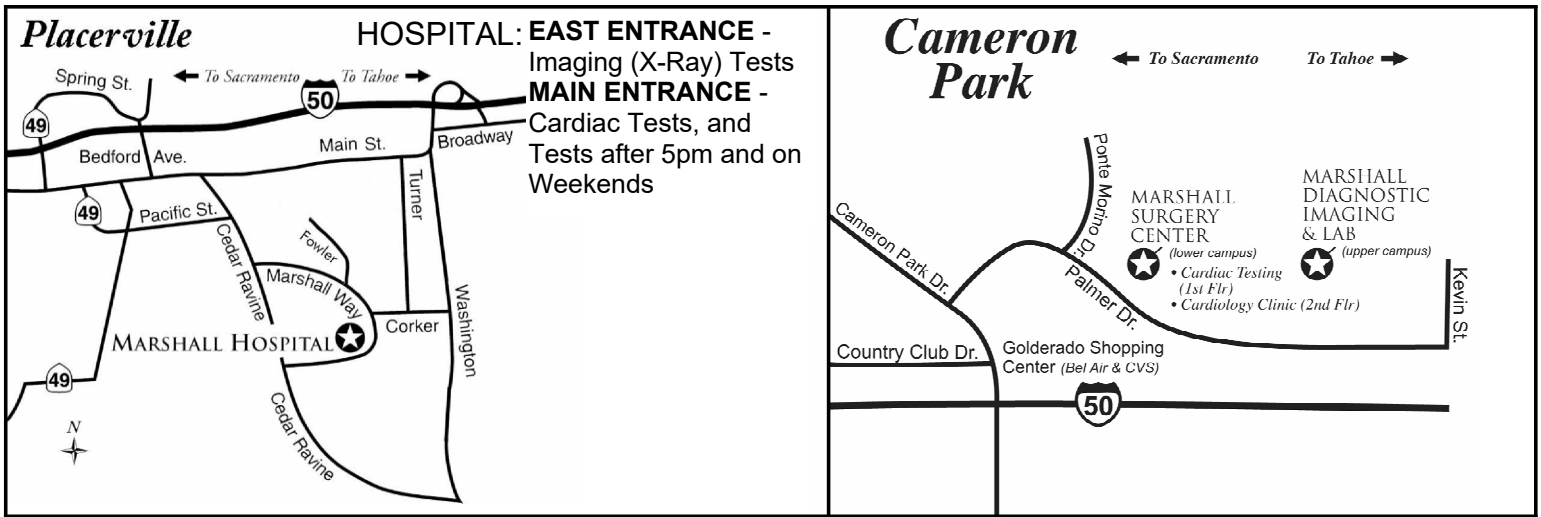 Placerville
HOSPITAL: EAST ENTRANCE -
Imaging (X-Ray) Tests
MAIN ENTRANCE -
Cardiac Tests, and
Tests after 5pm and on
Weekends
Spring St.
To Sacramento
To Tahoe
50
49
Bedford Ave.
Main St.
Broadway
49
Pacific St.
Turner
Cedar Ravine
Fowler
Marshall Way
Washington
Corker
MARSHALL HOSPITAL
49
Cedar Ravine
N
Cameron
Park
To Sacramento
To Tahoe
Ponte Morino Dr.
MARSHALL
SURGERY
CENTER
(lower campus)
• Cardiac Testing
(1st Flr)
• Cardiology Clinic (2nd Flr)
MARSHALL
DIAGNOSTIC
IMAGING
& LAB
(upper campus)
Cameron Park Dr.
Palmer Dr.
Kevin St.
Country Club Dr.
Golderado Shopping
Center (Bel Air & CVS)
50